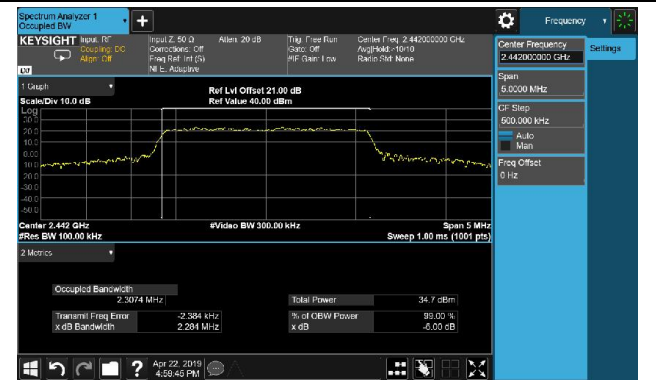 Spectrum Analyzer 1
Occupied BW
Frequency
KEYSIGHT
Input: RF
Coupling: DC
Align: Off
Input Z: 50 Ω
Corrections: Off
Freq Ref: Int (S)
NFE: Adaptive
Atten: 20 dB
Trig: Free Run
Gate: Off
#IF Gain: Low
Center Freq: 2.442000000 GHz
Avg|Hold:>10/10
Radio Std: None
Center Frequency
2.442000000 GHz
Settings
Span
5.0000 MHz
CF Step
500.000 kHz
Auto
Man
Freq Offset
0 Hz
1 Graph
Scale/Div 10.0 dB
Ref Lvl Offset 21.00 dB
Ref Value 40.00 dBm
Log
30.0
20.0
10.0
0.00
-10.0
-20.0
-30.0
-40.0
-50.0
Center 2.442 GHz
#Video BW 300.00 kHz
Span 5 MHz
#Res BW 100.00 kHz
Sweep 1.00 ms (1001 pts)
2 Metrics
Occupied Bandwidth
2.3074 MHz
Total Power
34.7 dBm
Transmit Freq Error
-2.384 kHz
% of OBW Power
99.00 %
x dB Bandwidth
2.284 MHz
x dB
-6.00 dB
?
Apr 22, 2019
4:59:45 PM